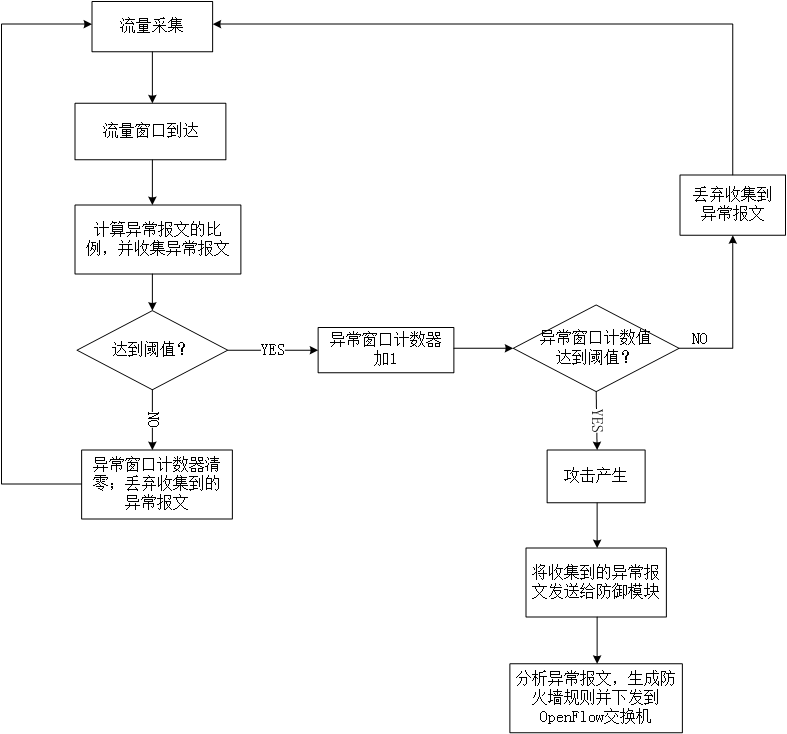 流量采集
流量窗口到达
丢弃收集到
异常报文
计算异常报文的比
例，并收集异常报文
达到阈值？
YES
异常窗口计数器
加1
异常窗口计数值
达到阈值？
NO
NO
YES
异常窗口计数器清
零；丢弃收集到的
异常报文
攻击产生
将收集到的异常报
文发送给防御模块
分析异常报文，生成防
火墙规则并下发到
OpenFlow交换机